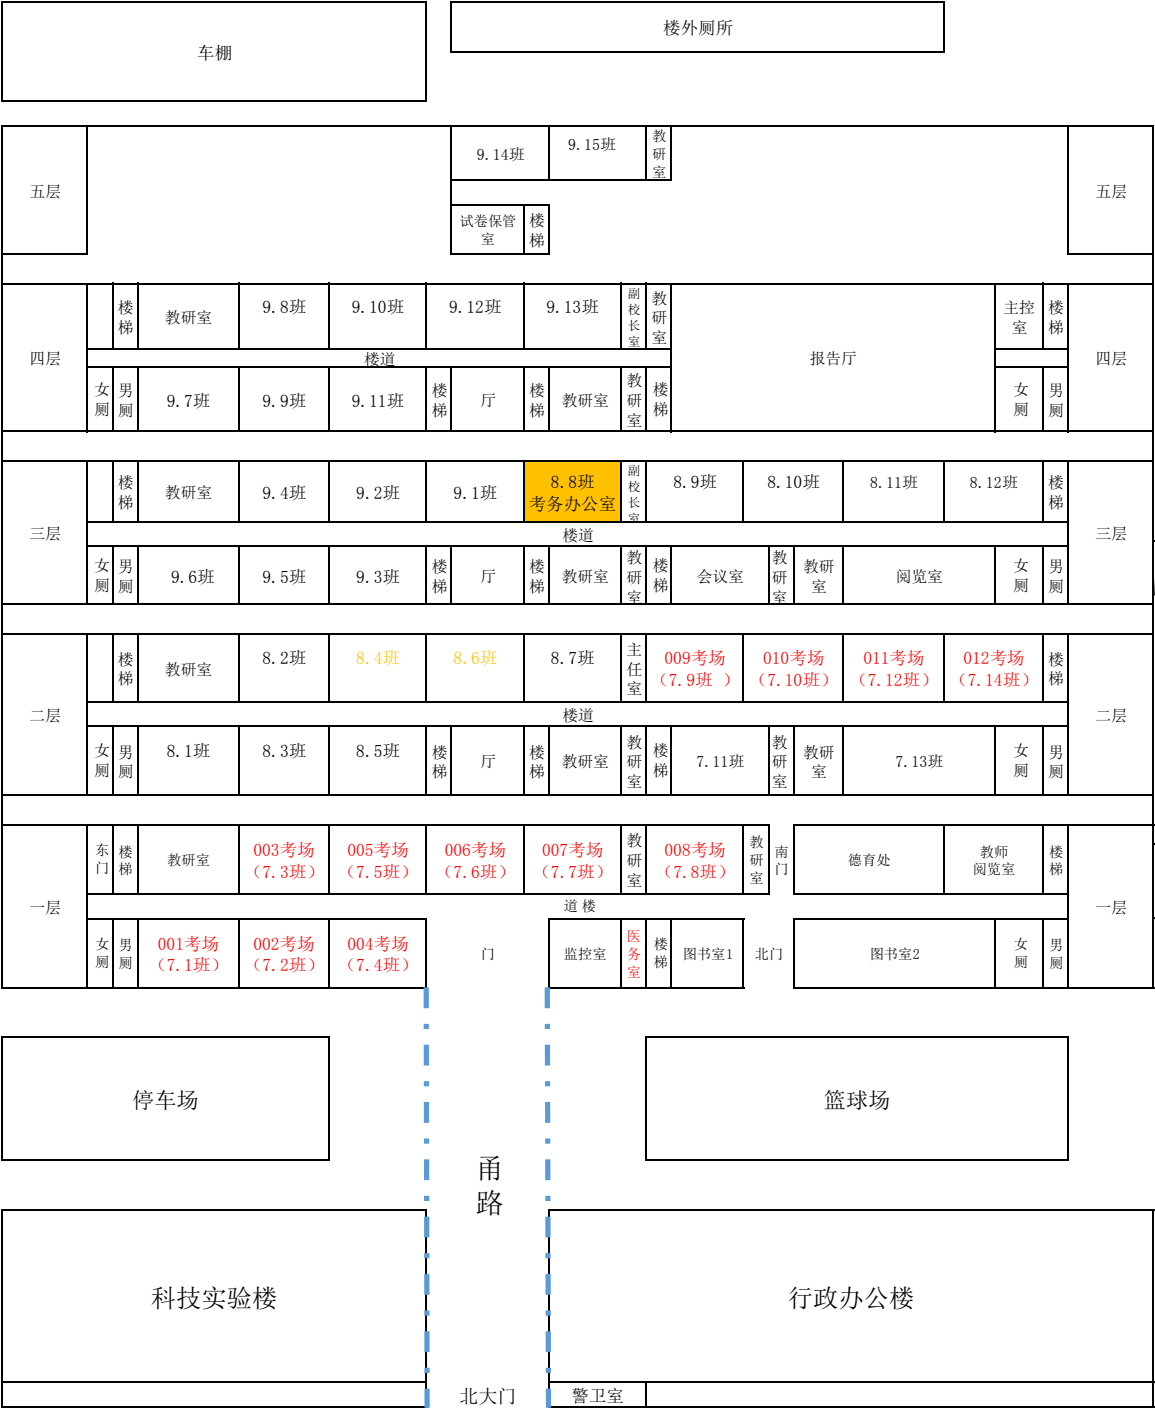 车棚
楼外厕所
五层
9.14班
9.15班
教研室
五层
试卷保管室
楼梯
四层
楼梯
教研室
9.8班
9.10班
9.12班
9.13班
副校长室
教研室
报告厅
主控室
楼梯
四层
楼道
女厕
男厕
9.7班
9.9班
9.11班
楼梯
厅
楼梯
教研室
教研室
楼梯
女厕
男厕
三层
楼梯
教研室
9.4班
9.2班
9.1班
8.8班
考务办公室
副校长室
8.9班
8.10班
8.11班
8.12班
楼梯
三层
楼道
女厕
男厕
9.6班
9.5班
9.3班
楼梯
厅
楼梯
教研室
教研室
楼梯
会议室
教研室
教研室
阅览室
女厕
男厕
二层
楼梯
教研室
8.2班
8.4班
8.6班
8.7班
主任室
009考场
（7.9班 ）
010考场
（7.10班）
011考场
（7.12班）
012考场
（7.14班）
楼梯
二层
楼道
女厕
男厕
8.1班
8.3班
8.5班
楼梯
厅
楼梯
教研室
教研室
楼梯
7.11班
教研室
教研室
7.13班
女厕
男厕
一层
东门
楼梯
教研室
003考场
（7.3班）
005考场
（7.5班）
006考场
（7.6班）
007考场
（7.7班）
教研室
008考场
（7.8班）
教研室
南门
德育处
教师
阅览室
楼梯
一层
道楼
女厕
男厕
001考场
（7.1班）
002考场
（7.2班）
004考场
（7.4班）
门
监控室
医务室
楼梯
图书室1
北门
图书室2
女厕
男厕
停车场
篮球场
甬路
科技实验楼
行政办公楼
北大门
警卫室